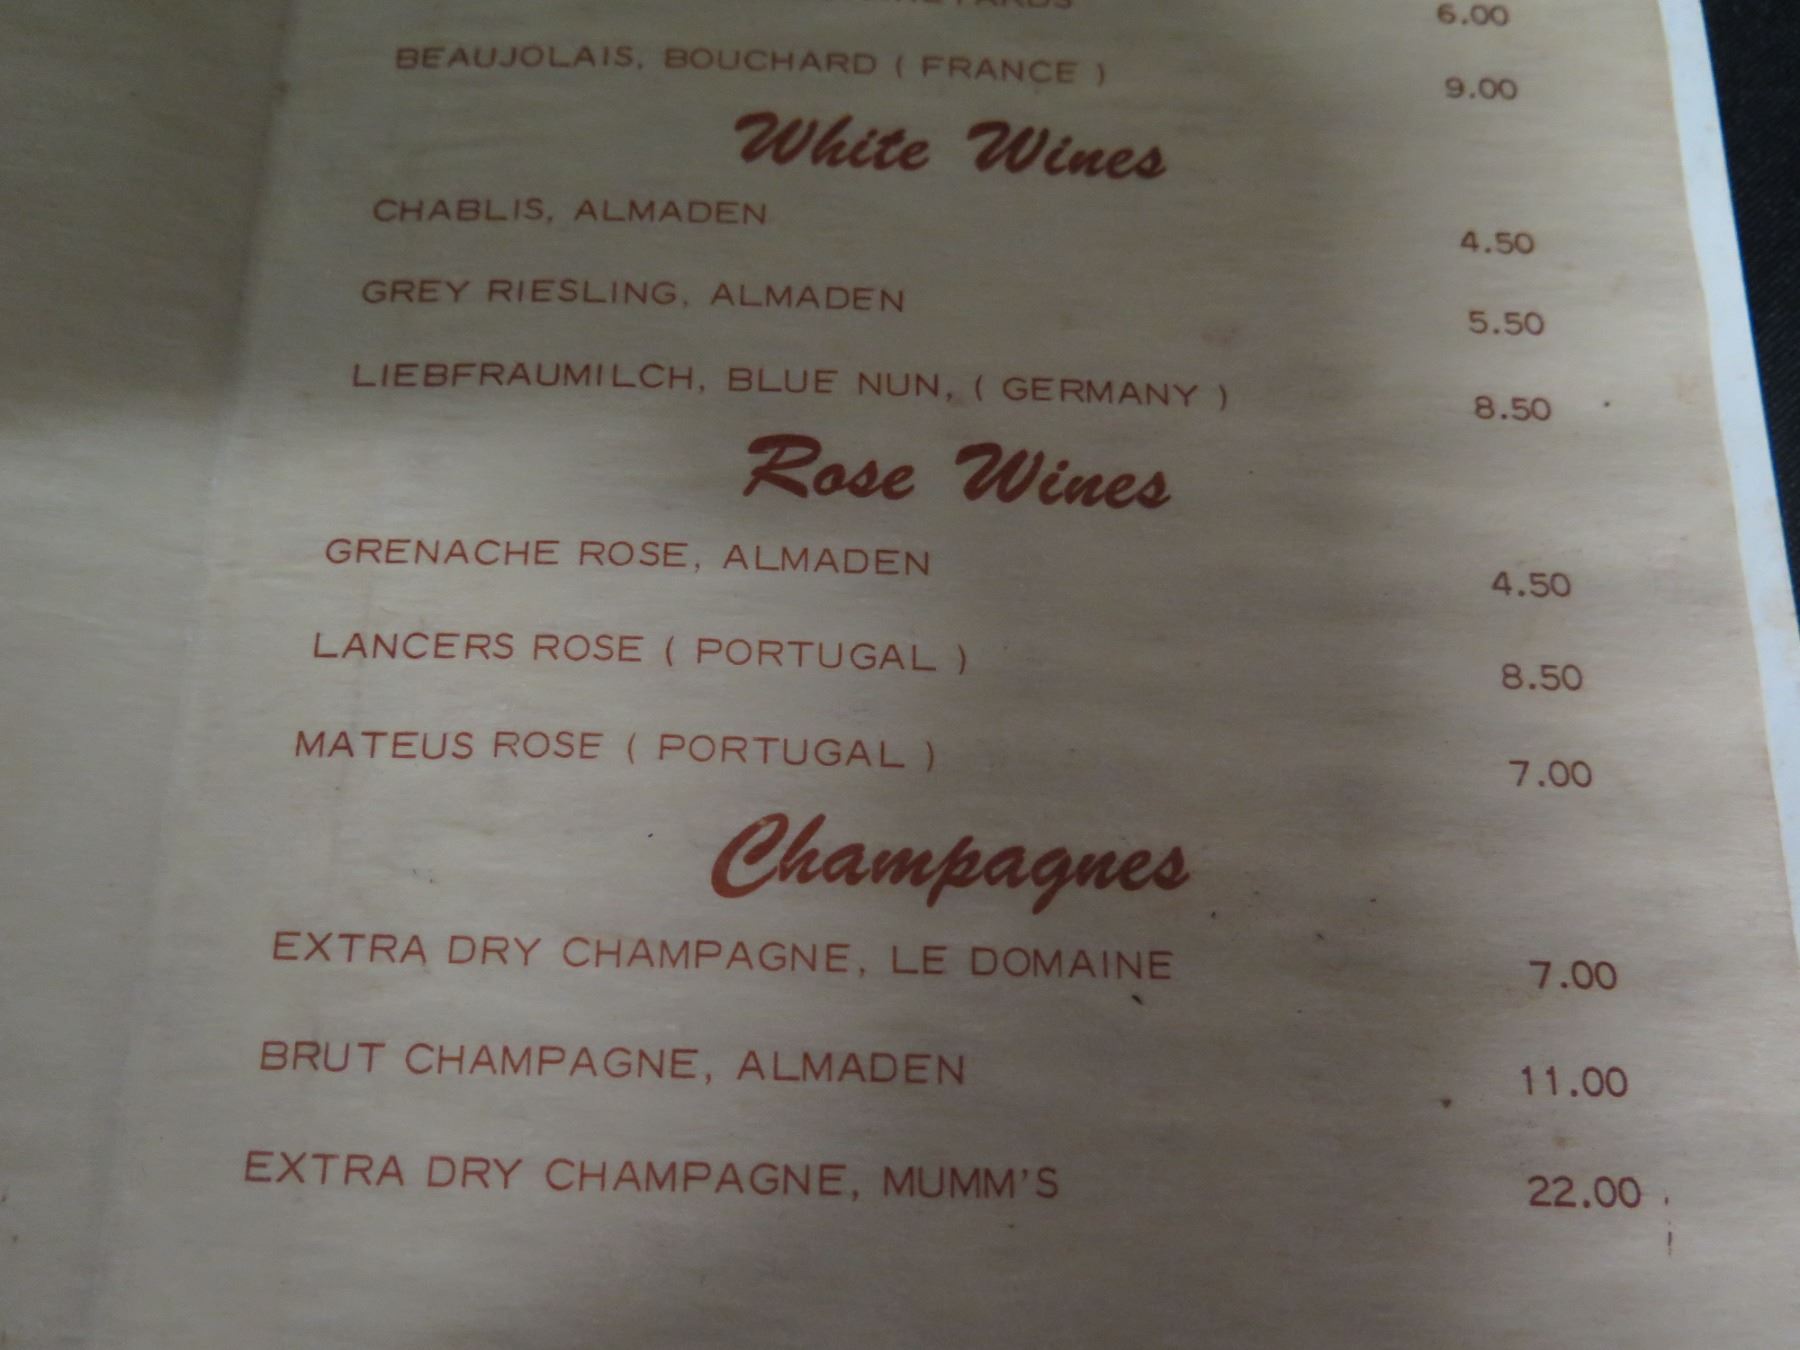 6.00
BEAUJOLAIS, BOUCHARD ( FRANCE ) 9.00
White Wines
CHABLIS, ALMADEN 4.50
GREY RIESLING, ALMADEN 5.50
LIEBFRAUMILCH, BLUE NUN, ( GERMANY ) 8.50
Rose Wines
GRENACHE ROSE, ALMADEN 4.50
LANCERS ROSE ( PORTUGAL ) 8.50
MATEUS ROSE ( PORTUGAL ) 7.00
Champagnes
EXTRA DRY CHAMPAGNE, LE DOMAINE 7.00
BRUT CHAMPAGNE, ALMADEN 11.00
EXTRA DRY CHAMPAGNE, MUMM'S 22.00